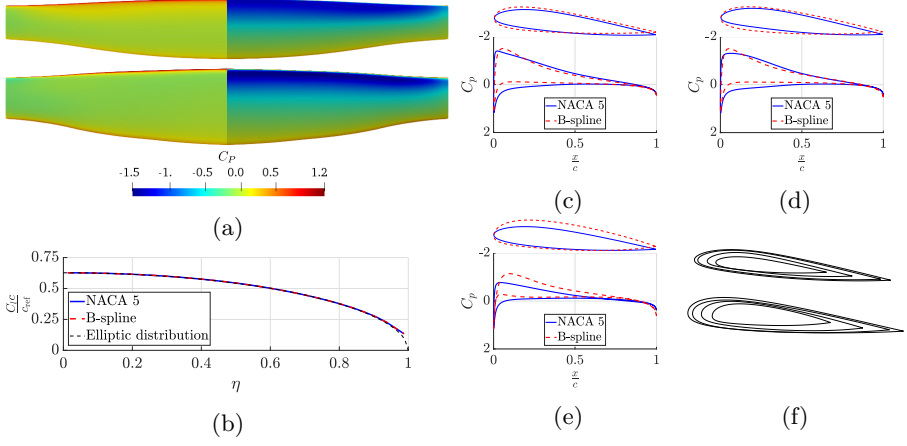 C_P
-1.5 -1. -0.5 0.0 0.5 1.2
(a)
0.75
0.5
0.25
0
C_l c / c_ref
NACA 5
B-spline
Elliptic distribution
0 0.2 0.4 0.6 0.8 1
η
(b)
-2
0
2
C_p
NACA 5
B-spline
0 0.5 1
x/c
(c)
-2
0
2
C_p
NACA 5
B-spline
0 0.5 1
x/c
(d)
-2
0
2
C_p
NACA 5
B-spline
0 0.5 1
x/c
(e)
(f)